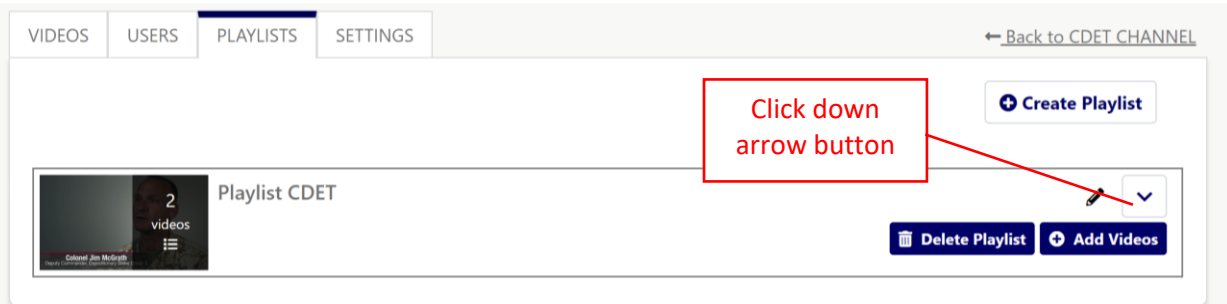 VIDEOS USERS PLAYLISTS SETTINGS
Back to CDET CHANNEL
Click down
arrow button
Create Playlist
Playlist CDET
2
videos
Colonel Jim McGrath
Delete Playlist Add Videos